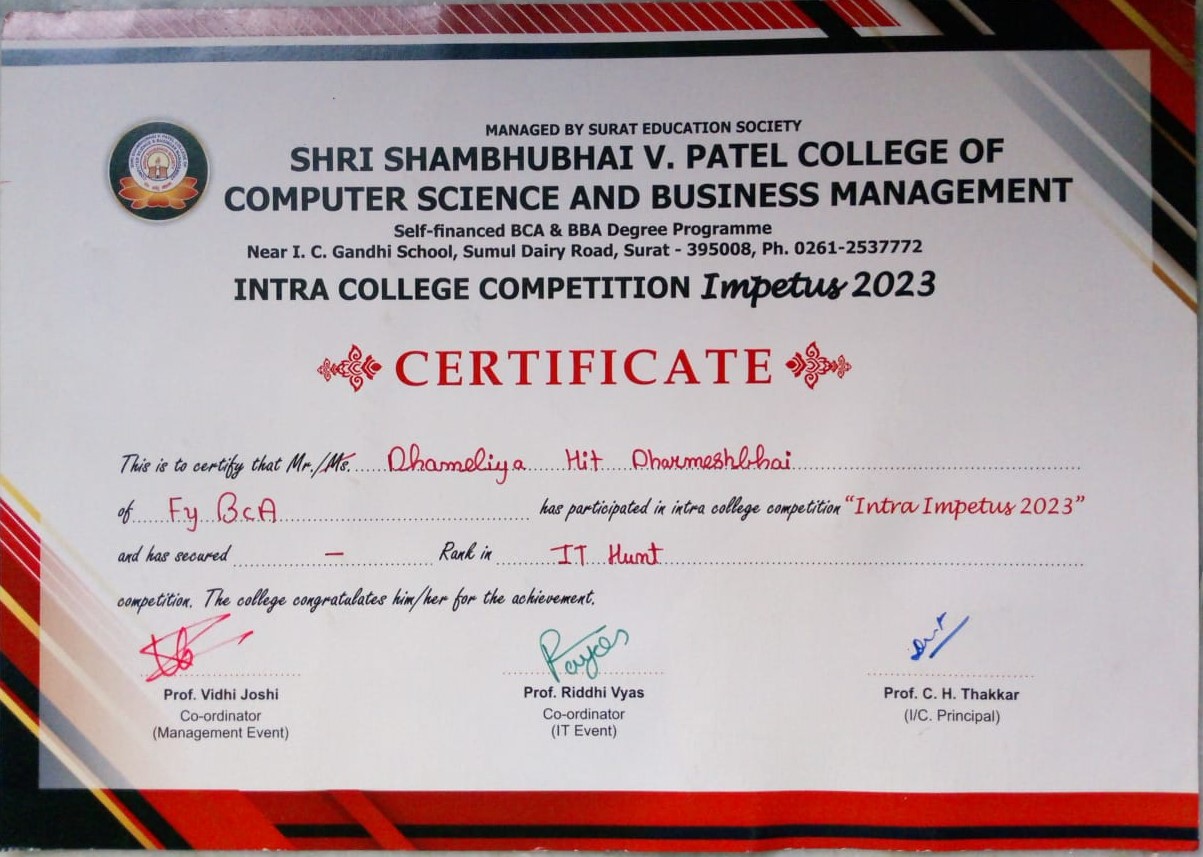 MANAGED BY SURAT EDUCATION SOCIETY
SHRI SHAMBHUBHAI V. PATEL COLLEGE OF
COMPUTER SCIENCE AND BUSINESS MANAGEMENT
Self-financed BCA & BBA Degree Programme
Near I. C. Gandhi School, Sumul Dairy Road, Surat - 395008, Ph. 0261-2537772
INTRA COLLEGE COMPETITION Impetus 2023
CERTIFICATE
This is to certify that Mr./Ms. Dhameliya Hit Dharmeshbhai
of Fy BcA has participated in intra college competition “Intra Impetus 2023”
and has secured – Rank in IT Hunt
competition. The college congratulates him/her for the achievement.
Prof. Vidhi Joshi
Co-ordinator
(Management Event)
Prof. Riddhi Vyas
Co-ordinator
(IT Event)
Prof. C. H. Thakkar
(I/C. Principal)